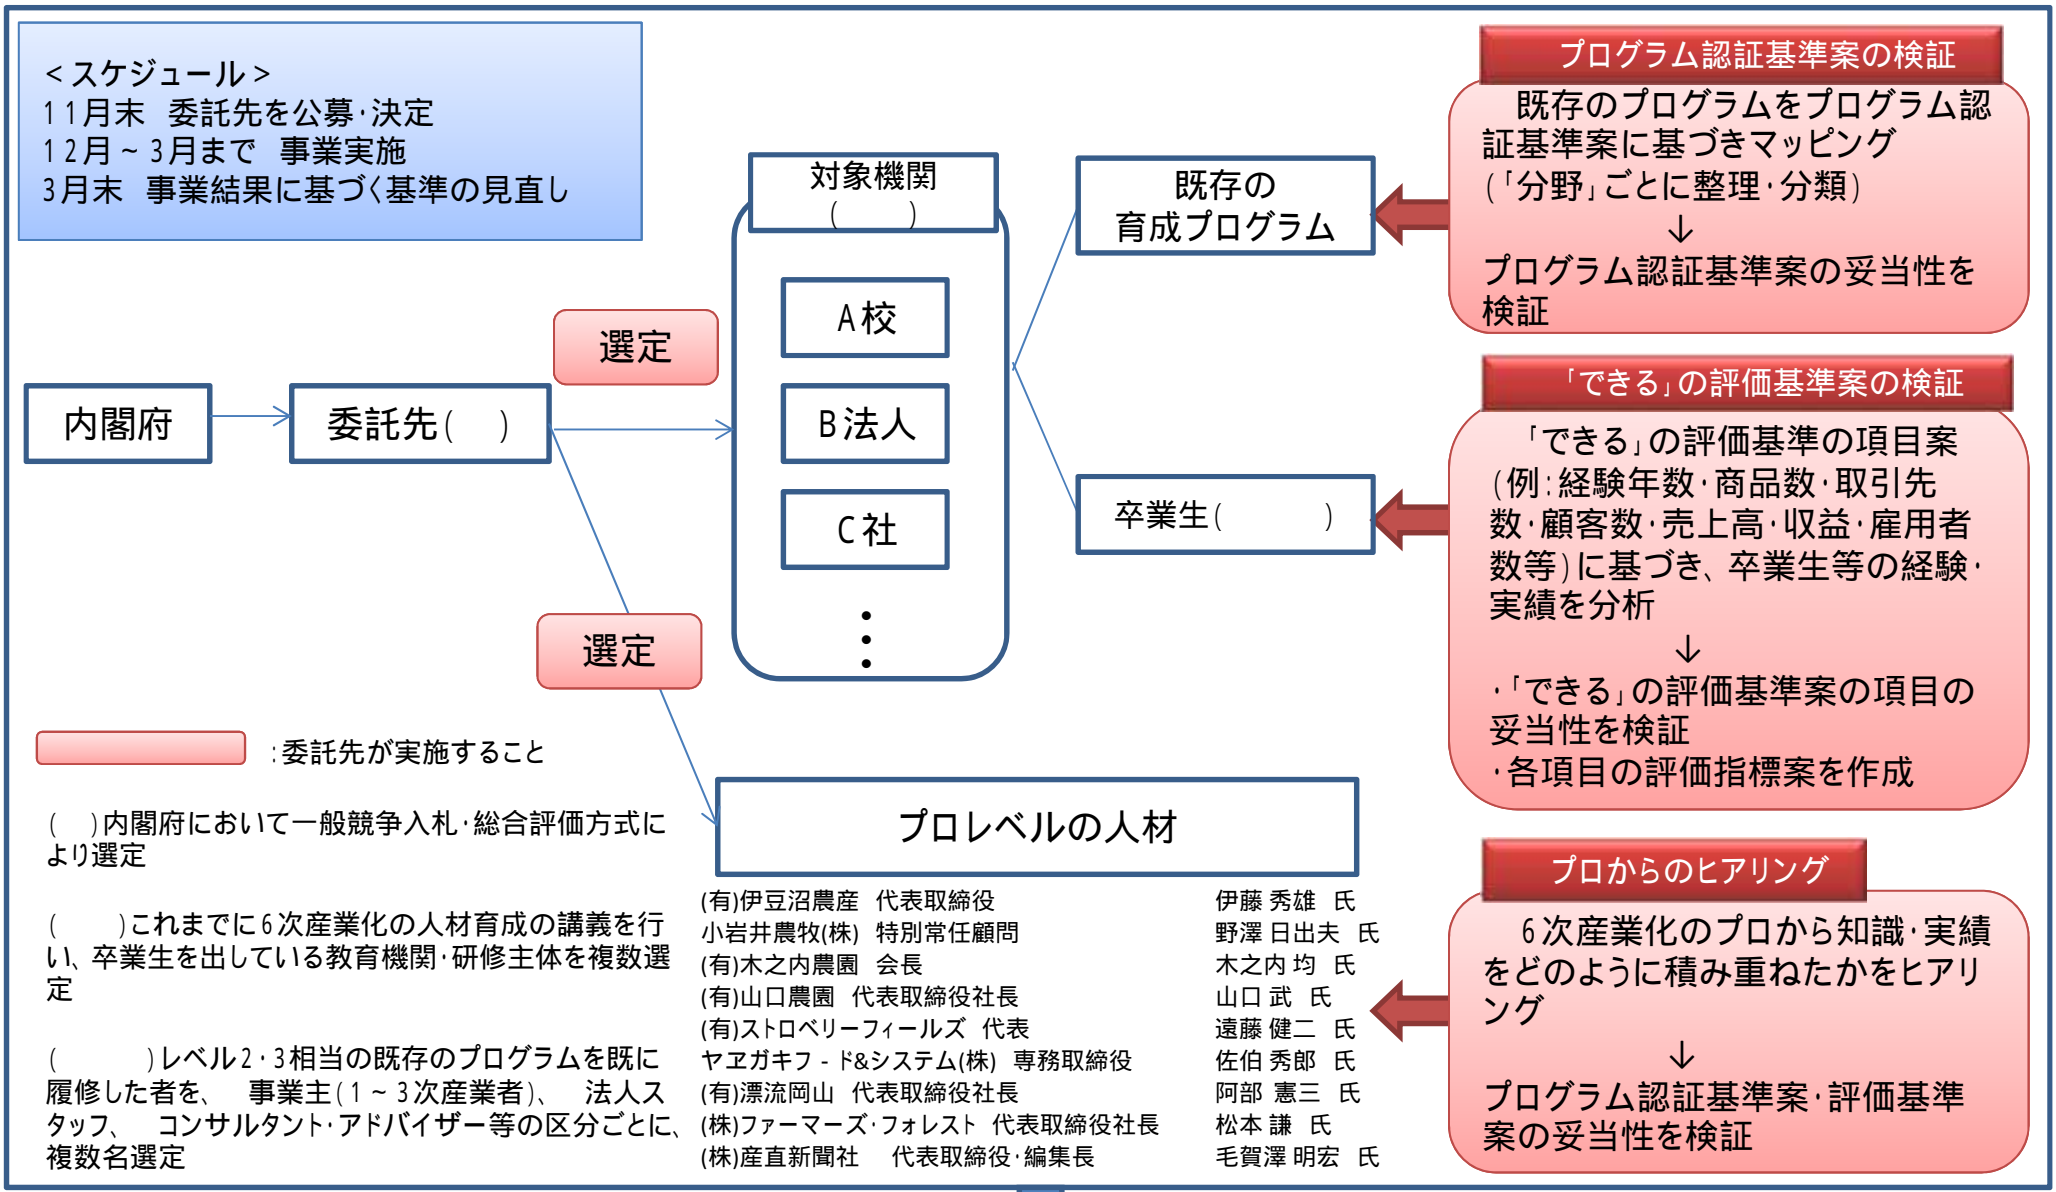 ＜スケジュール＞
11月末　委託先を公募・決定
12月～3月まで　事業実施
3月末　事業結果に基づく基準の見直し
内閣府
委託先(　)
選定
選定
対象機関
(　　)
A校
B法人
C社
・
・
・
既存の
育成プログラム
卒業生(　　　)
プログラム認証基準案の検証
既存のプログラムをプログラム認
証基準案に基づきマッピング
(「分野」ごとに整理・分類)
↓
プログラム認証基準案の妥当性を
検証
「できる」の評価基準案の検証
「できる」の評価基準の項目案
(例:経験年数・商品数・取引先
数・顧客数・売上高・収益・雇用者
数等)に基づき、卒業生等の経験・
実績を分析
↓
・「できる」の評価基準案の項目の
妥当性を検証
・各項目の評価指標案を作成
プロからのヒアリング
6次産業化のプロから知識・実績
をどのように積み重ねたかをヒアリ
ング
↓
プログラム認証基準案・評価基準
案の妥当性を検証
:委託先が実施すること
(　)内閣府において一般競争入札・総合評価方式に
より選定
(　　)これまでに6次産業化の人材育成の講義を行
い、卒業生を出している教育機関・研修主体を複数選
定
(　　　)レベル2・3相当の既存のプログラムを既に
履修した者を、　事業主(1～3次産業者)、　法人ス
タッフ、　コンサルタント・アドバイザー等の区分ごとに、
複数名選定
プロレベルの人材
(有)伊豆沼農産　代表取締役　伊藤 秀雄　氏
小岩井農牧(株)　特別常任顧問　野澤 日出夫　氏
(有)木之内農園　会長　木之内 均　氏
(有)山口農園　代表取締役社長　山口 武　氏
(有)ストロベリーフィールズ　代表　遠藤 健二　氏
ヤヱガキフ-ド&システム(株)　専務取締役　佐伯 秀郎　氏
(有)漂流岡山　代表取締役社長　阿部 憲三　氏
(株)ファーマーズ・フォレスト　代表取締役社長　松本 謙　氏
(株)産直新聞社　代表取締役・編集長　毛賀澤 明宏　氏